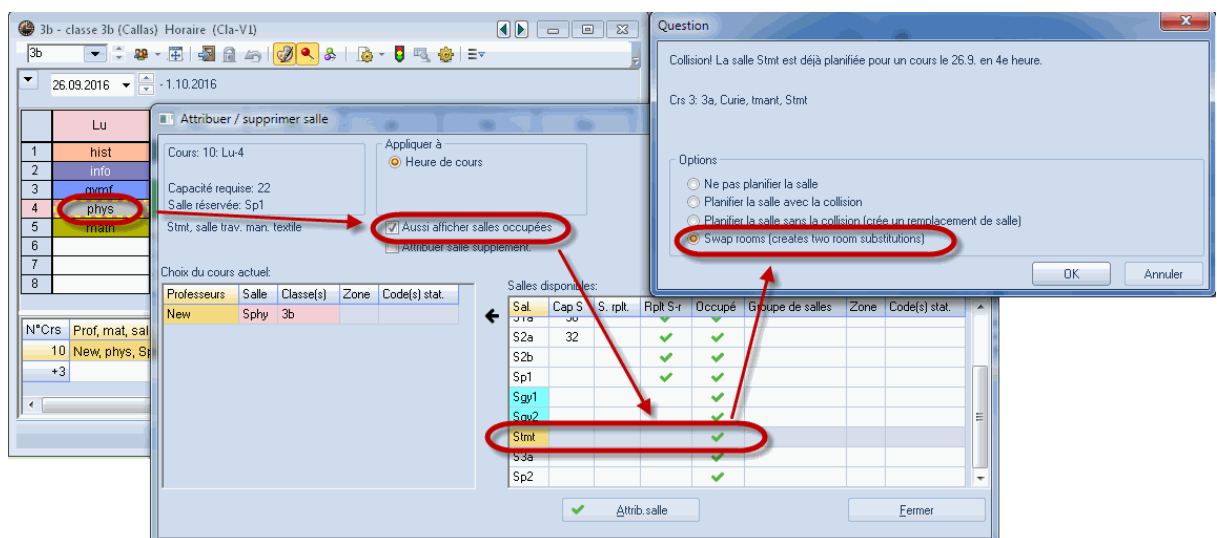 3b - classe 3b (Callas) Horaire (Cla-V1)
3b
26.09.2016 - 1.10.2016
Lu
1 hist
2 info
3 gymf
4 phys
5 math
6
7
8
N°Crs Prof, mat, sal
10 New, phys, Sp
+3
Attribuer / supprimer salle
Cours: 10: Lu-4
Capacité requise: 22
Salle réservée: Sp1
Stmt, salle trav. man. textile
Appliquer à
Heure de cours
Aussi afficher salles occupées
Attribuer salle supplément.
Choix du cours actuel:
Professeurs Salle Classe(s) Zone Code(s) stat.
New Sphy 3b
Salles disponibles:
Sal. Cap S S. rplt. Rplt S-r Occupé Groupe de salles Zone Code(s) stat.
S2a 32
S2b
Sp1
Sgy1
Sgy2
Stmt
S3a
Sp2
Attrib.salle
Fermer
Question
Collision! La salle Stmt est déjà planifiée pour un cours le 26.9. en 4e heure.
Crs 3: 3a, Curie, tmant, Stmt
Options
Ne pas planifier la salle
Planifier la salle avec la collision
Planifier la salle sans la collision (crée un remplacement de salle)
Swap rooms (creates two room substitutions)
OK Annuler